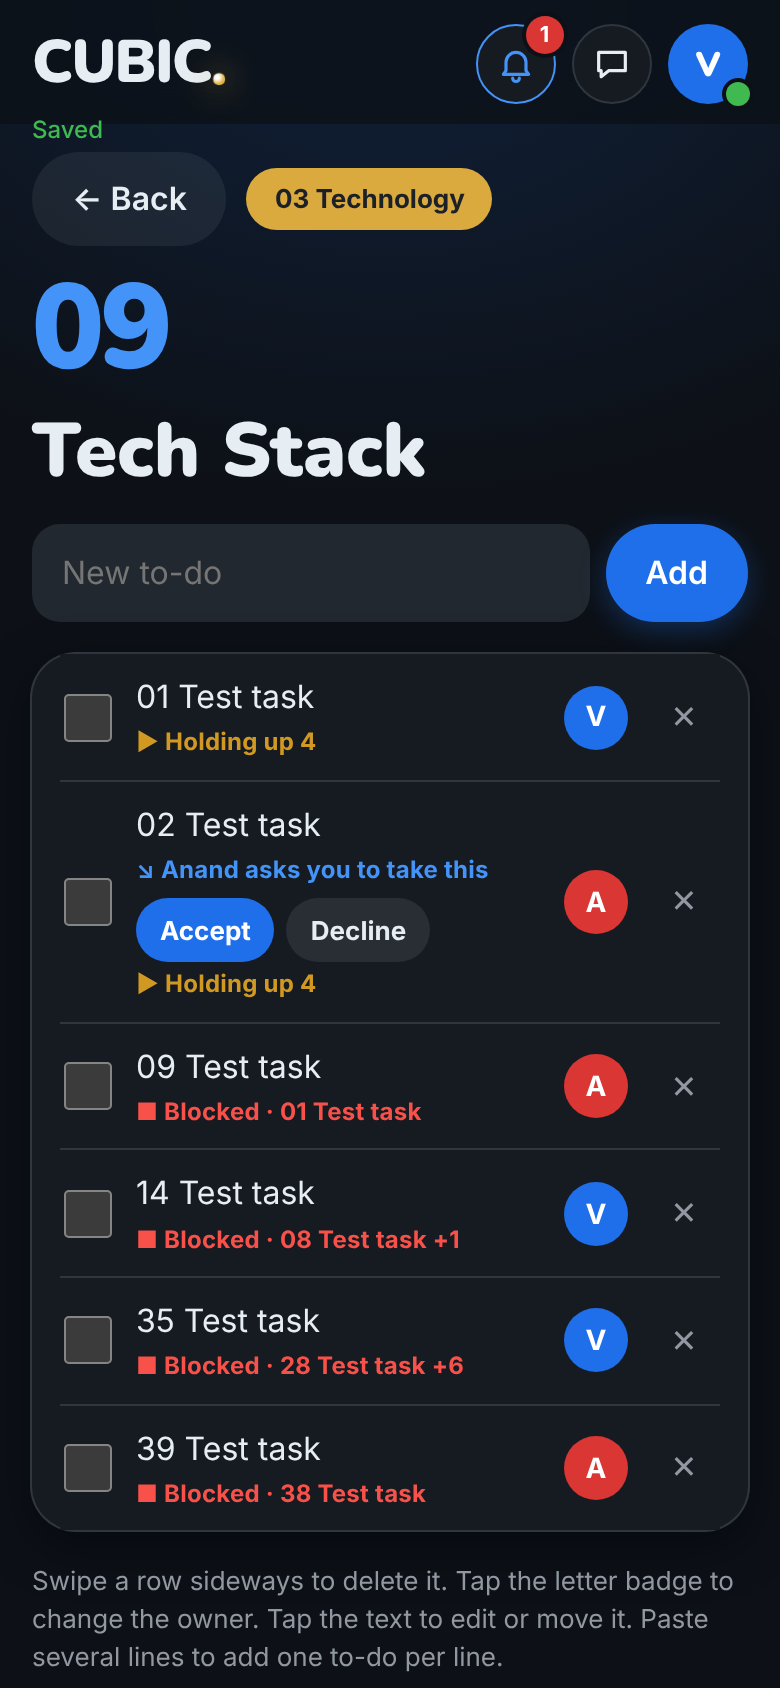 CUBIC.
1
V
Saved
← Back
03 Technology
09
Tech Stack
New to-do
Add
01 Test task
▶ Holding up 4
V
✕
02 Test task
↘ Anand asks you to take this
Accept
Decline
▶ Holding up 4
A
✕
09 Test task
■ Blocked · 01 Test task
A
✕
14 Test task
■ Blocked · 08 Test task +1
V
✕
35 Test task
■ Blocked · 28 Test task +6
V
✕
39 Test task
■ Blocked · 38 Test task
A
✕
Swipe a row sideways to delete it. Tap the letter badge to
change the owner. Tap the text to edit or move it. Paste
several lines to add one to-do per line.